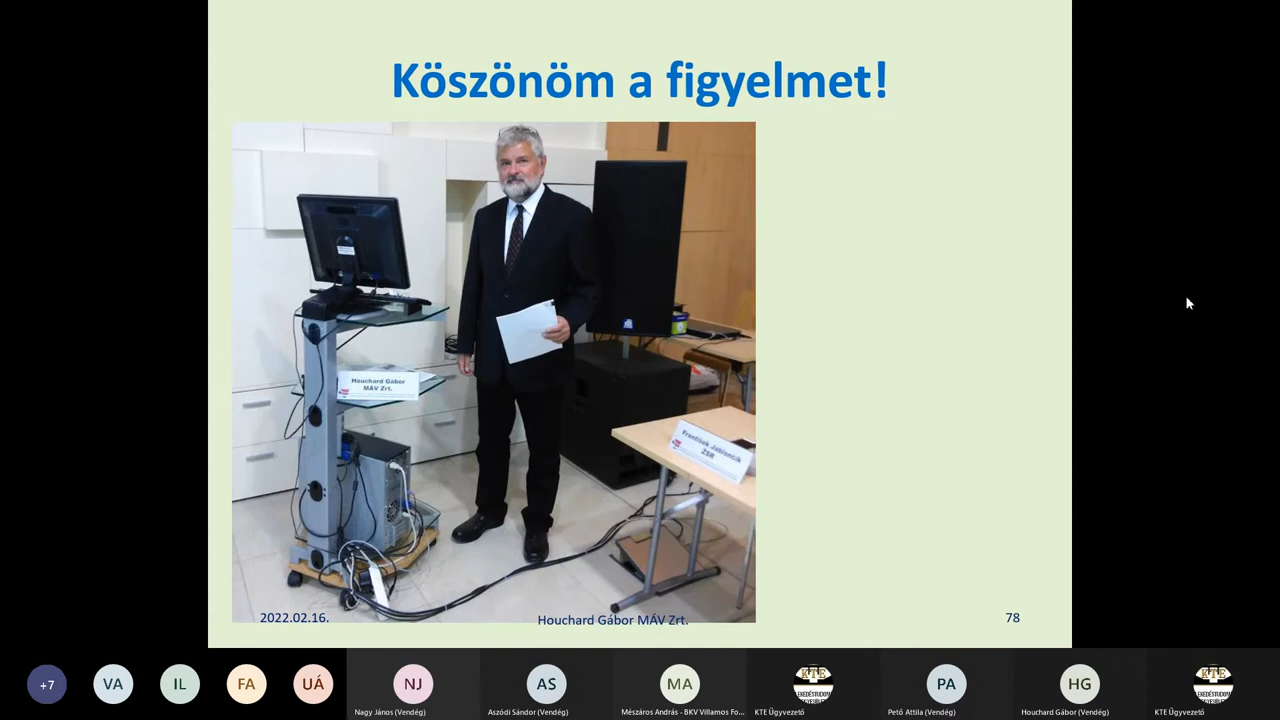 Köszönöm a figyelmet!
Houchard Gábor
MÁV Zrt.
František Jablončík
ŽSR
2022.02.16.
Houchard Gábor MÁV Zrt.
78
+7
VA
IL
FA
UÁ
NJ
AS
MA
KTE
PA
HG
KTE
Nagy János (Vendég)
Aszódi Sándor (Vendég)
Mészáros András - BKV Villamos Fo...
KTE Ügyvezető
Pető Attila (Vendég)
Houchard Gábor (Vendég)
KTE Ügyvezető